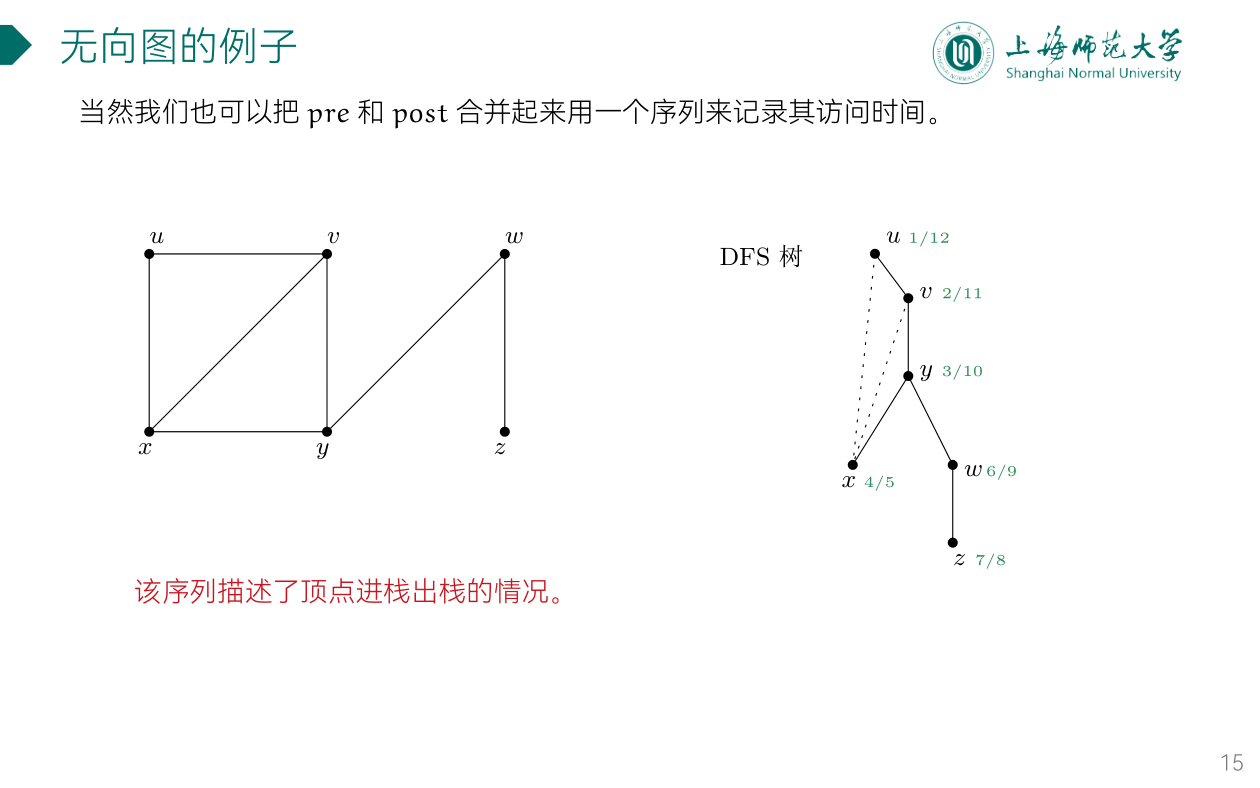 无向图的例子
上海师范大学
Shanghai Normal University
当然我们也可以把 pre 和 post 合并起来用一个序列来记录其访问时间。
u v w
x y z
DFS 树
u 1/12
v 2/11
y 3/10
x 4/5
w 6/9
z 7/8
该序列描述了顶点进栈出栈的情况。
15